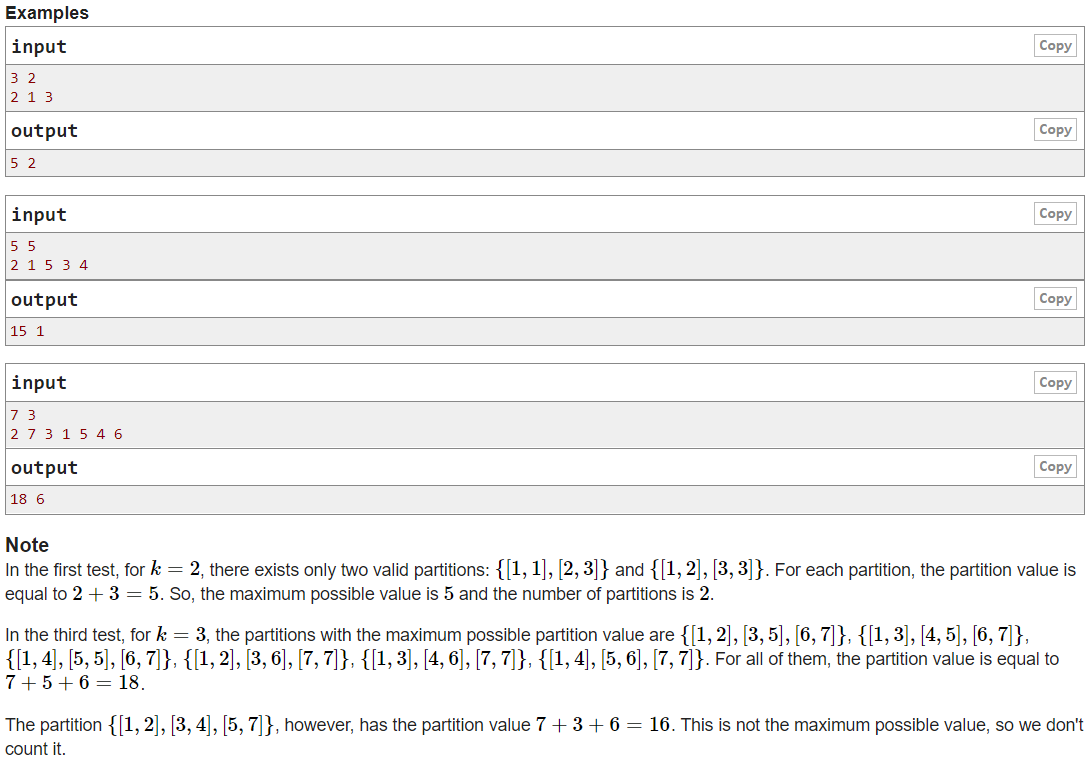 Examples
input Copy
3 2
2 1 3
output Copy
5 2
input Copy
5 5
2 1 5 3 4
output Copy
15 1
input Copy
7 3
2 7 3 1 5 4 6
output Copy
18 6
Note
In the first test, for k = 2, there exists only two valid partitions: {[1, 1], [2, 3]} and {[1, 2], [3, 3]}. For each partition, the partition value is
equal to 2 + 3 = 5. So, the maximum possible value is 5 and the number of partitions is 2.
In the third test, for k = 3, the partitions with the maximum possible partition value are {[1, 2], [3, 5], [6, 7]}, {[1, 3], [4, 5], [6, 7]},
{[1, 4], [5, 5], [6, 7]}, {[1, 2], [3, 6], [7, 7]}, {[1, 3], [4, 6], [7, 7]}, {[1, 4], [5, 6], [7, 7]}. For all of them, the partition value is equal to
7 + 5 + 6 = 18.
The partition {[1, 2], [3, 4], [5, 7]}, however, has the partition value 7 + 3 + 6 = 16. This is not the maximum possible value, so we don't
count it.